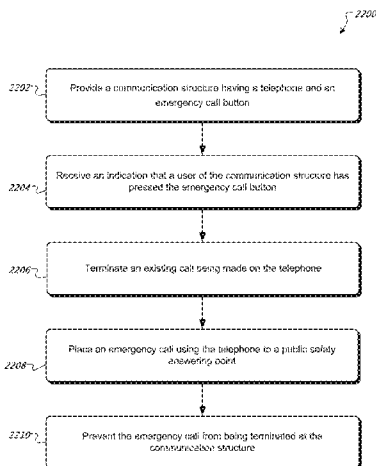 2200
2202
Provide a communication structure having a telephone and an
emergency call button
2204
Receive an indication that a user of the communication structure has
pressed the emergency call button
2206
Terminate an existing call being made on the telephone
2208
Place an emergency call using the telephone to a public safety
answering point
2210
Prevent the emergency call from being terminated at the
communication structure